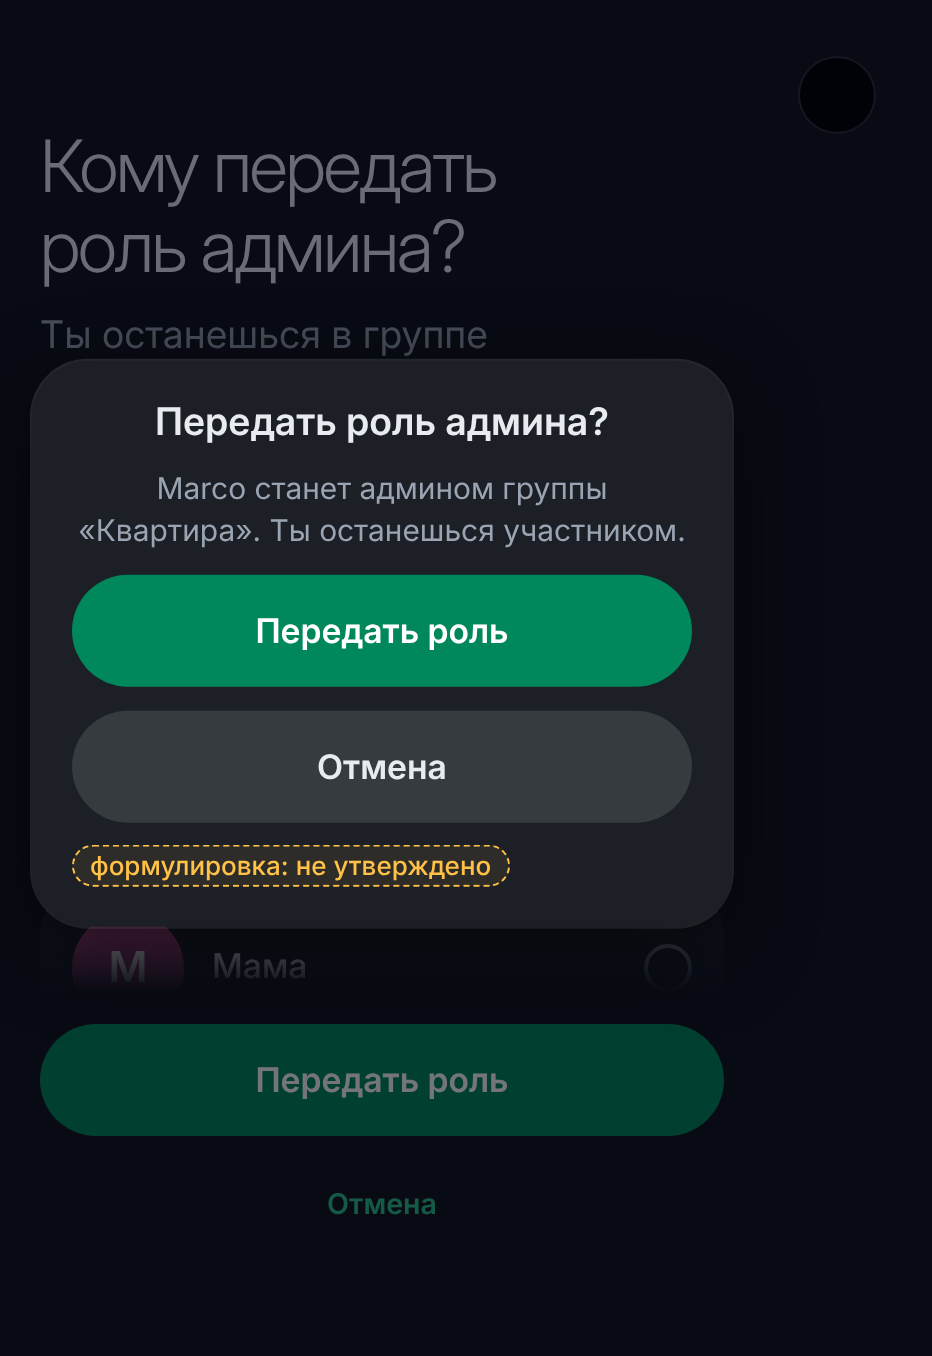 Кому передать
роль админа?
Ты останешься в группе
Передать роль админа?
Marco станет админом группы
«Квартира». Ты останешься участником.
Передать роль
Отмена
формулировка: не утверждено
М Мама
Передать роль
Отмена